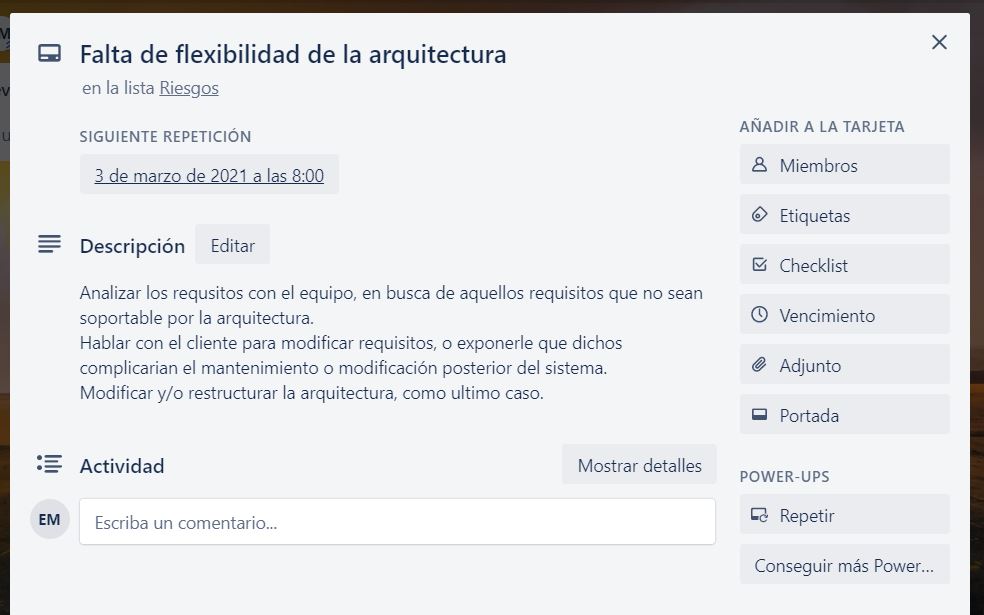 Falta de flexibilidad de la arquitectura
en la lista Riesgos
SIGUIENTE REPETICIÓN
3 de marzo de 2021 a las 8:00
Descripción
Editar
Analizar los requsitos con el equipo, en busca de aquellos requisitos que no sean
soportable por la arquitectura.
Hablar con el cliente para modificar requisitos, o exponerle que dichos
complicarian el mantenimiento o modificación posterior del sistema.
Modificar y/o restructurar la arquitectura, como ultimo caso.
Actividad
Mostrar detalles
EM
Escriba un comentario...
AÑADIR A LA TARJETA
Miembros
Etiquetas
Checklist
Vencimiento
Adjunto
Portada
POWER-UPS
Repetir
Conseguir más Power...